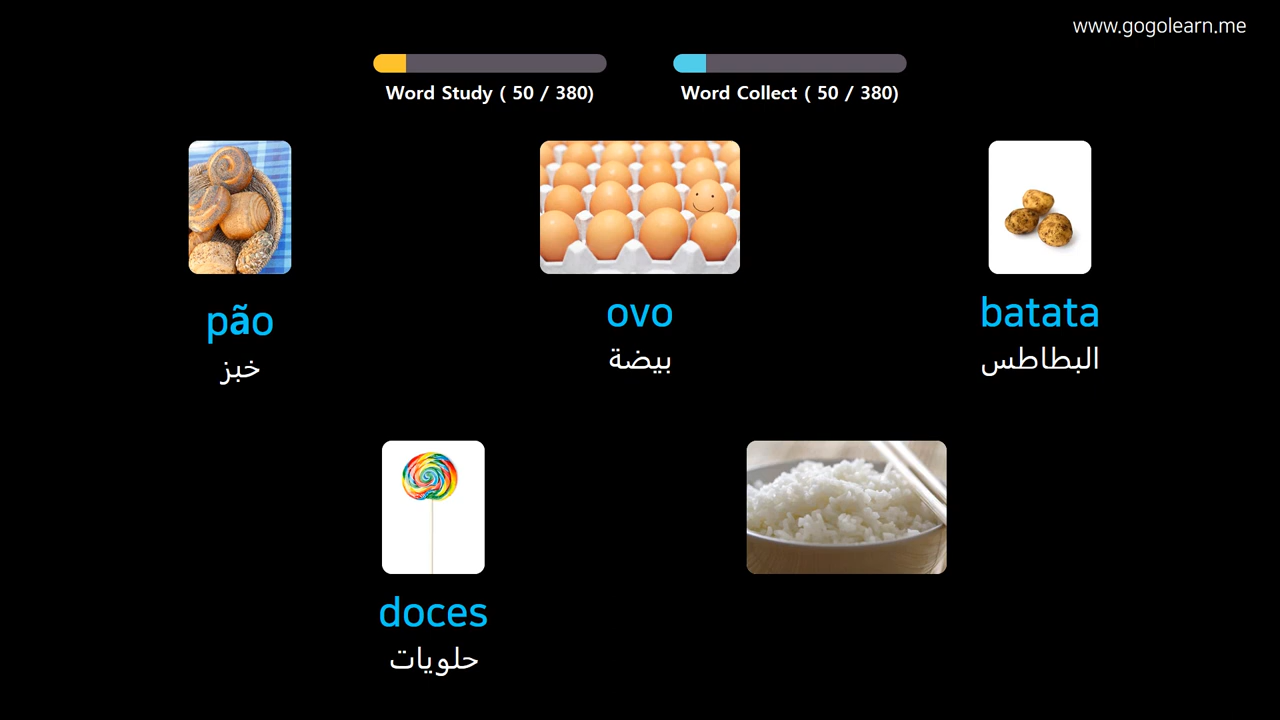 www.gogolearn.me
Word Study ( 50 / 380)
Word Collect ( 50 / 380)
pão
خبز
ovo
بيضة
batata
البطاطس
doces
حلويات